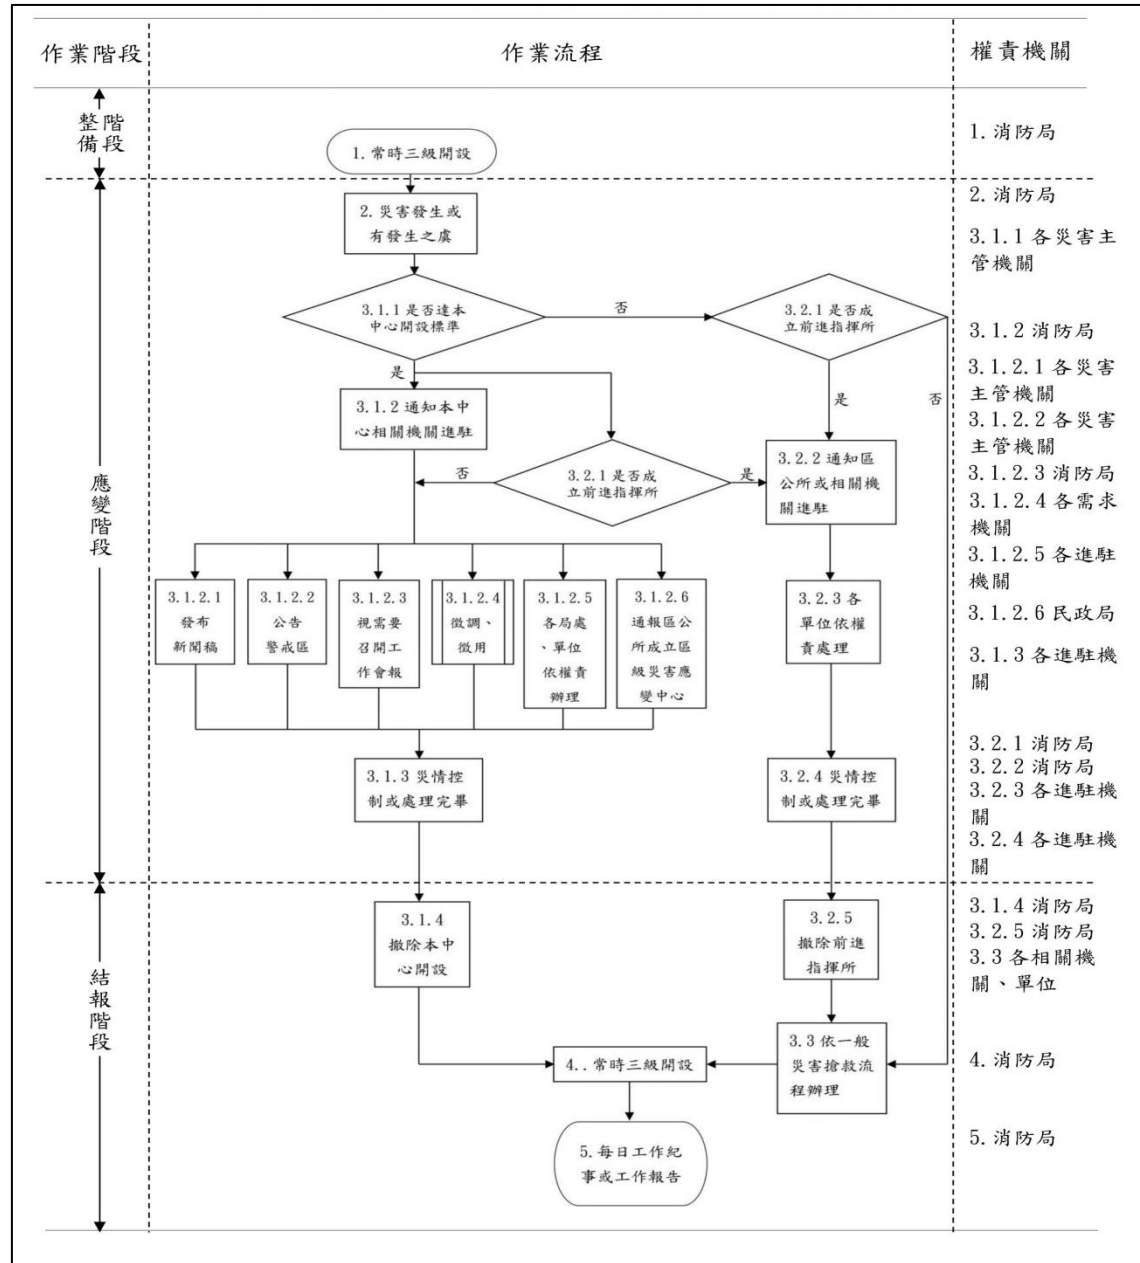 作業階段
作業流程
權責機關
整階
備段
1.常時三級開設
1.消防局
應變階段
2.災害發生或
有發生之虞
3.1.1是否達本
中心開設標準
否
3.2.1是否成
立前進指揮所
是
3.1.2通知本中
心相關機關進駐
是
否
否
3.2.1是否成
立前進指揮所
是
3.2.2通知區
公所或相關機
關進駐
3.1.2.1
發布
新聞稿
3.1.2.2
公告
警戒區
3.1.2.3
視需要
召開工
作會報
3.1.2.4
徵調、
徵用
3.1.2.5
各局處
、單位
依權責
辦理
3.1.2.6
通報區公
所成立區
級災害應
變中心
3.2.3各
單位依權
責處理
3.1.3災情控
制或處理完畢
3.2.4災情控
制或處理完畢
2.消防局
3.1.1各災害主
管機關
3.1.2消防局
3.1.2.1各災害
主管機關
3.1.2.2各災害
主管機關
3.1.2.3消防局
3.1.2.4各需求
機關
3.1.2.5各進駐
機關
3.1.2.6民政局
3.1.3各進駐機
關
3.2.1消防局
3.2.2消防局
3.2.3各進駐機
關
3.2.4各進駐機
關
結報階段
3.1.4
撤除本中
心開設
3.2.5
撤除前進
指揮所
3.3依一般
災害搶救流
程辦理
4..常時三級開設
5.每日工作紀
事或工作報告
3.1.4消防局
3.2.5消防局
3.3各相關機
關、單位
4.消防局
5.消防局